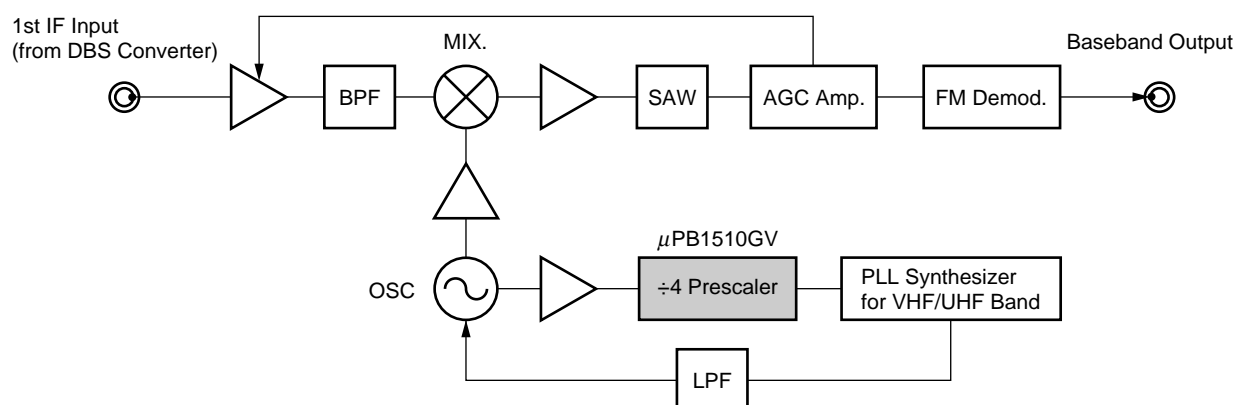 1st IF Input
(from DBS Converter)
MIX.
Baseband Output
BPF
SAW
AGC Amp.
FM Demod.
μPB1510GV
OSC
÷4 Prescaler
PLL Synthesizer
for VHF/UHF Band
LPF